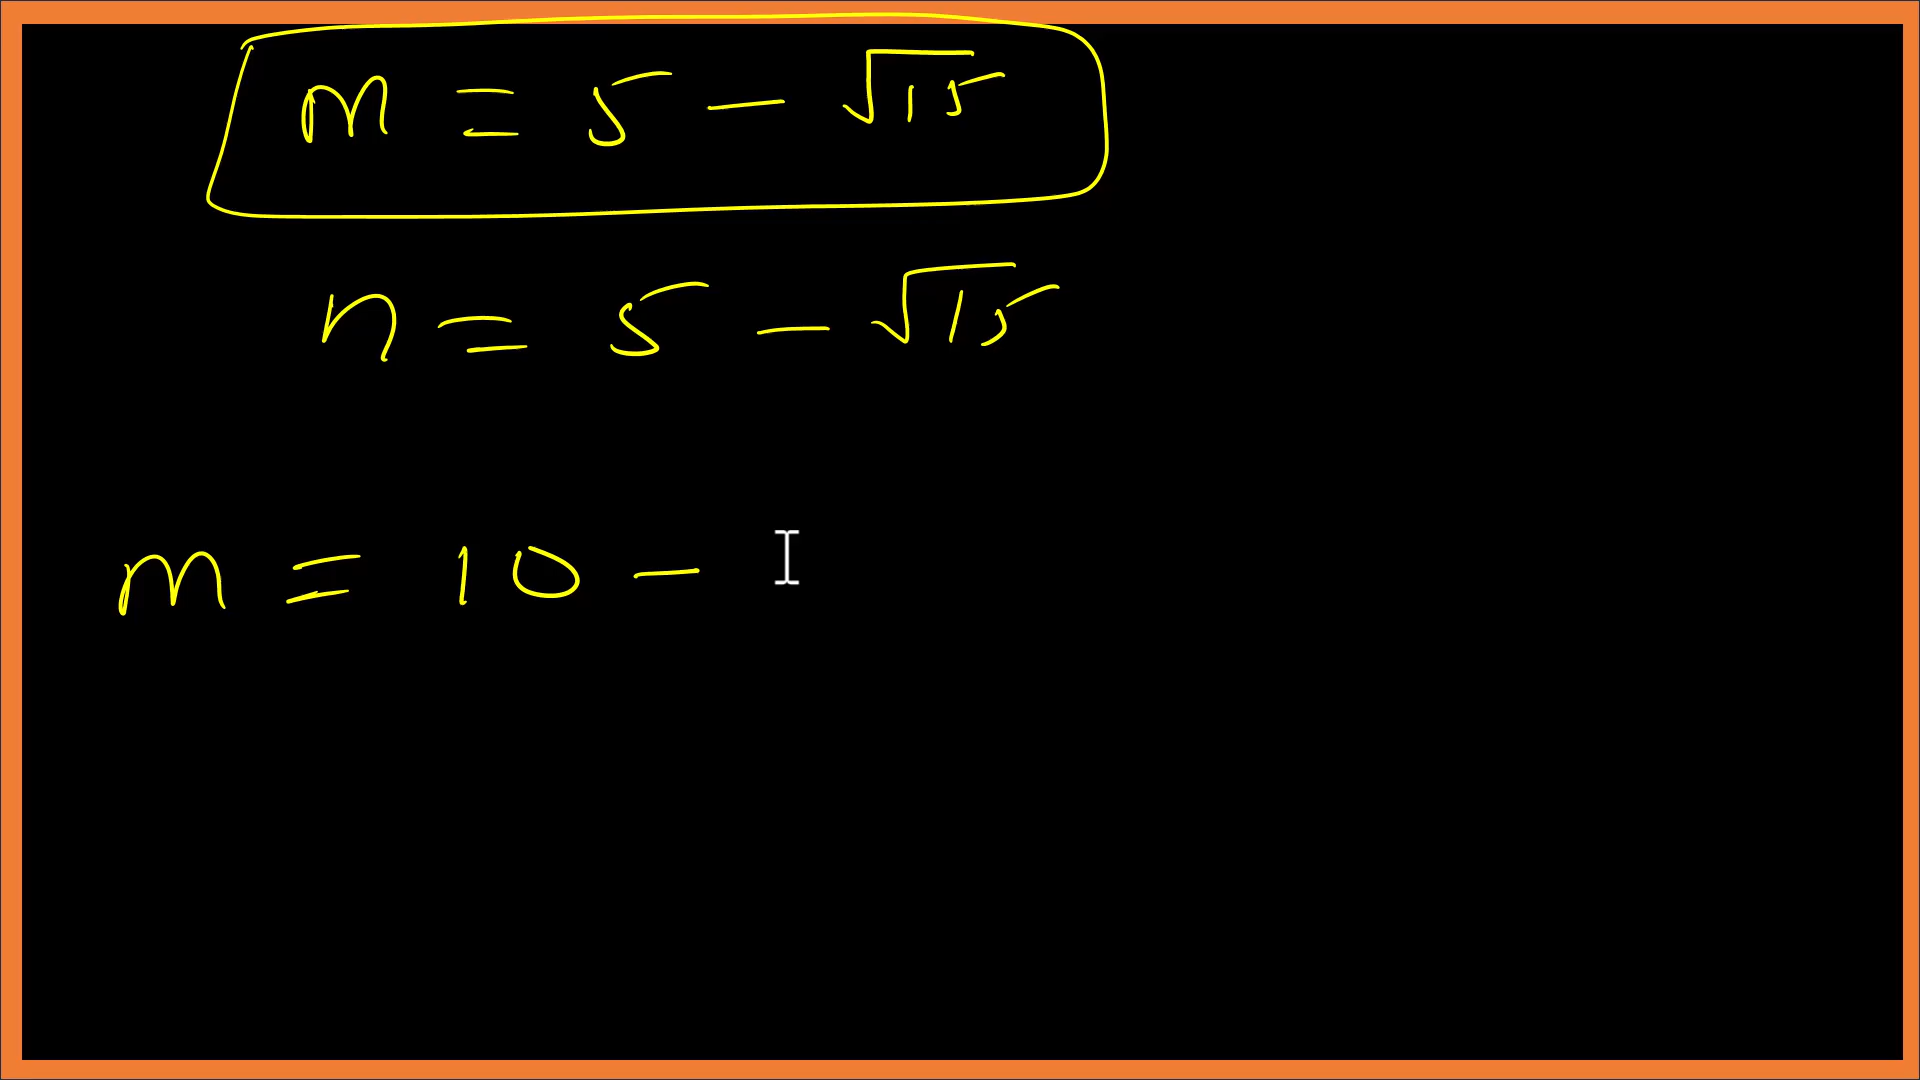 m = 5 - √15
n = 5 - √15
m = 10 -